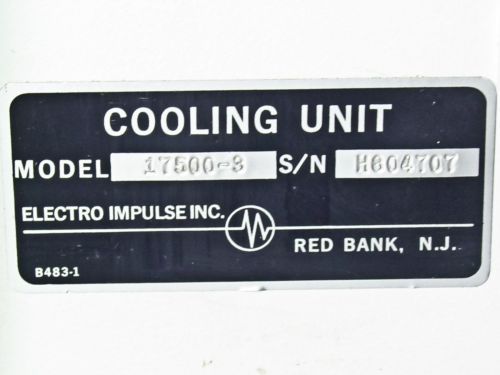 COOLING UNIT
MODEL 17500-3 S/N H604707
ELECTRO IMPULSE INC.
RED BANK, N.J.
B483-1